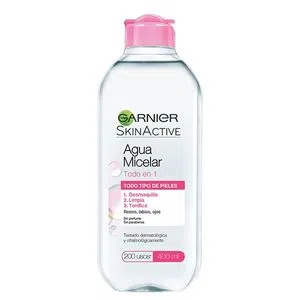 GARNIER
SKINACTIVE
Agua
Micelar
Todo en 1
TODO TIPO DE PIELES
1. Desmaquilla
2. Limpia
3. Tonifica
Rostro, labios, ojos
Sin perfume
Sin parabenos
Testado dermatológica
y oftalmológicamente
200 usos* 400 ml